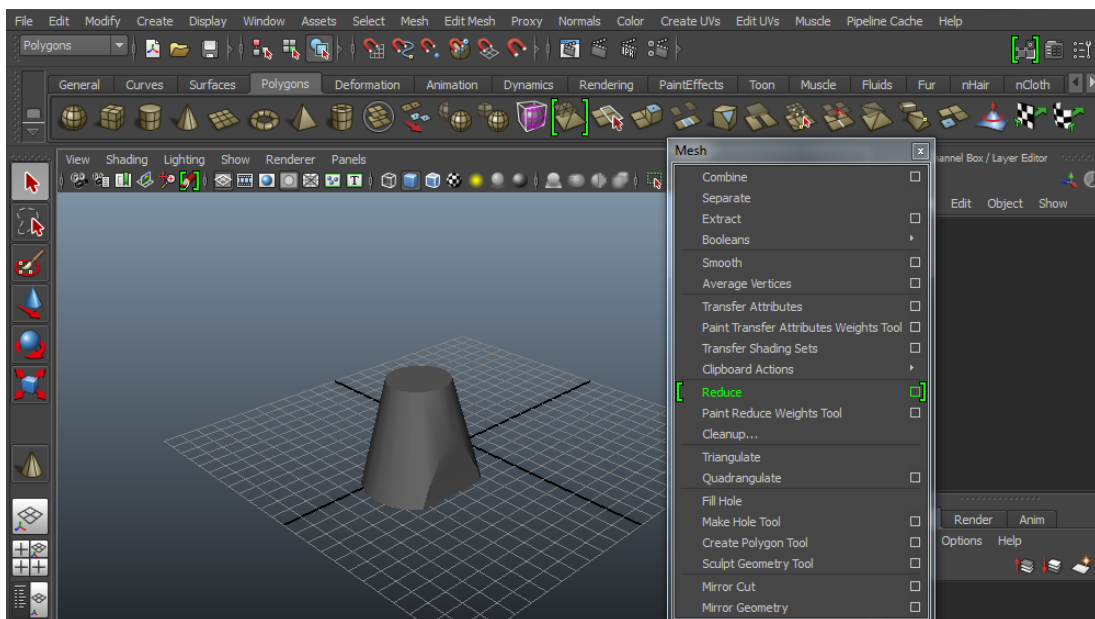 File Edit Modify Create Display Window Assets Select Mesh Edit Mesh Proxy Normals Color Create UVs Edit UVs Muscle Pipeline Cache Help
Polygons
General Curves Surfaces Polygons Deformation Animation Dynamics Rendering PaintEffects Toon Muscle Fluids Fur nHair nCloth
View Shading Lighting Show Renderer Panels
Mesh
Combine
Separate
Extract
Booleans
Smooth
Average Vertices
Transfer Attributes
Paint Transfer Attributes Weights Tool
Transfer Shading Sets
Clipboard Actions
Reduce
Paint Reduce Weights Tool
Cleanup...
Triangulate
Quadrangulate
Fill Hole
Make Hole Tool
Create Polygon Tool
Sculpt Geometry Tool
Mirror Cut
Mirror Geometry
annel Box / Layer Editor
Edit Object Show
Render Anim
Options Help